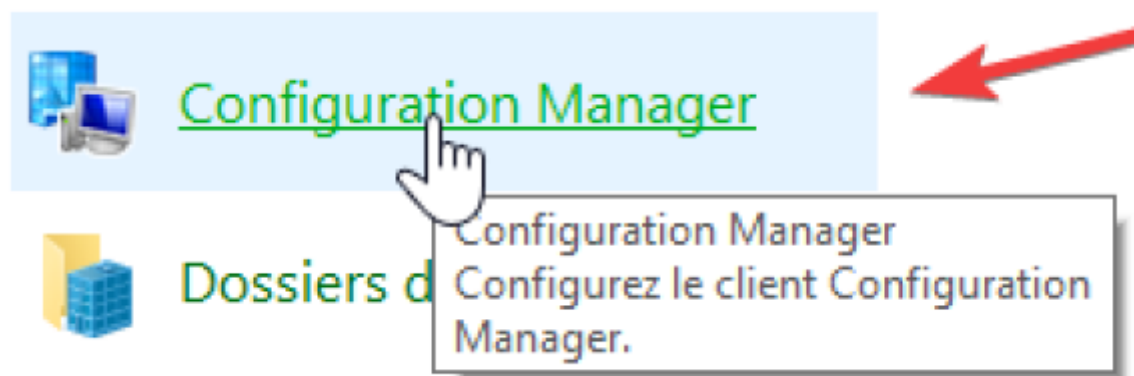 Configuration Manager
Configuration Manager
Dossiers d
Configurez le client Configuration
Manager.